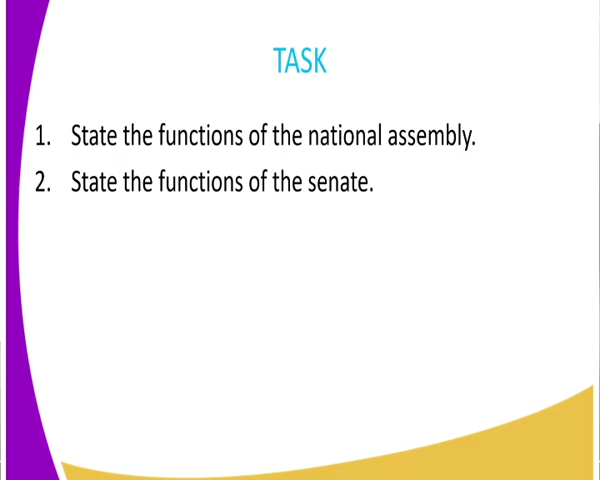 TASK
1. State the functions of the national assembly.
2. State the functions of the senate.